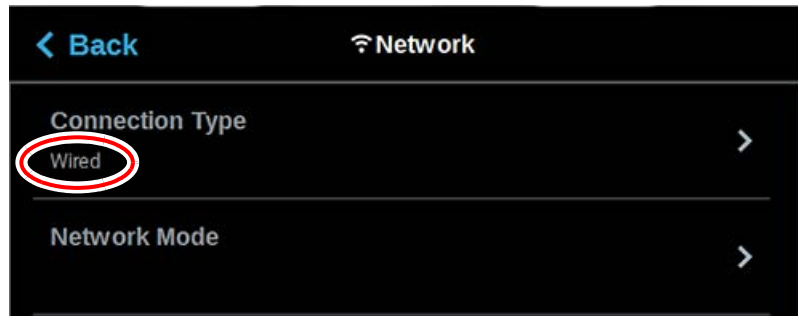 Back
Network
Connection Type
Wired
Network Mode